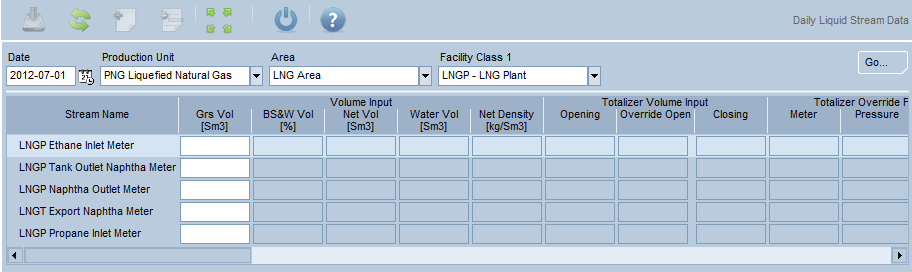 Daily Liquid Stream Data
Date Production Unit Area Facility Class 1
2012-07-01 PNG Liquefied Natural Gas LNG Area LNGP - LNG Plant Go...
Volume Input Totalizer Volume Input Totalizer Override F
Stream Name Grs Vol BS&W Vol Net Vol Water Vol Net Density Opening Override Open Closing Meter Pressure
[Sm3] [%] [Sm3] [Sm3] [kg/Sm3]
LNGP Ethane Inlet Meter
LNGP Tank Outlet Naphtha Meter
LNGP Naphtha Outlet Meter
LNGT Export Naphtha Meter
LNGP Propane Inlet Meter